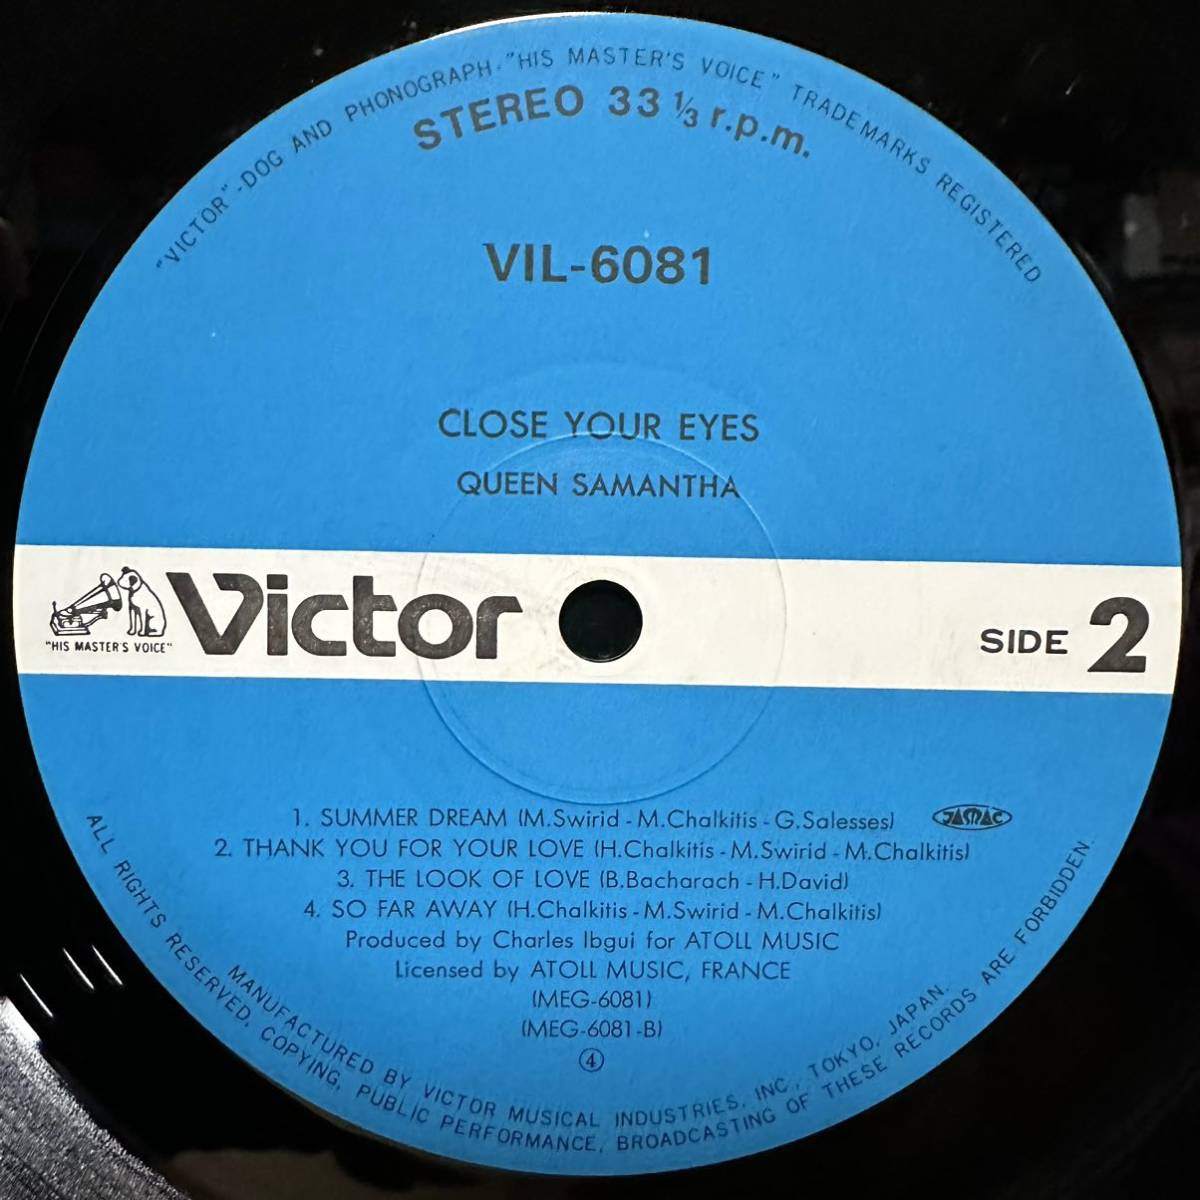 "VICTOR"-DOG AND PHONOGRAPH-"HIS MASTER'S VOICE" TRADEMARKS REGISTERED
STEREO 33 1/3 r.p.m.
VIL-6081
CLOSE YOUR EYES
QUEEN SAMANTHA
"HIS MASTER'S VOICE"
Victor
SIDE 2
1. SUMMER DREAM (M.Swirid - M.Chalkitis - G.Salesses)
JASRAC
2. THANK YOU FOR YOUR LOVE (H.Chalkitis - M.Swirid - M.Chalkitis)
3. THE LOOK OF LOVE (B.Bacharach - H.David)
4. SO FAR AWAY (H.Chalkitis - M.Swirid - M.Chalkitis)
Produced by Charles Ibgui for ATOLL MUSIC
Licensed by ATOLL MUSIC, FRANCE
(MEG-6081)
(MEG-6081-B)
④
MANUFACTURED BY VICTOR MUSICAL INDUSTRIES, INC., TOKYO, JAPAN.
ALL RIGHTS RESERVED. COPYING, PUBLIC PERFORMANCE, BROADCASTING OF THESE RECORDS ARE FORBIDDEN.